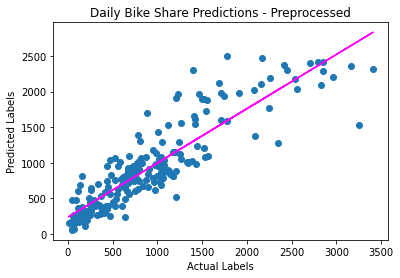 Daily Bike Share Predictions - Preprocessed
Predicted Labels
2500
2000
1500
1000
500
0
0 500 1000 1500 2000 2500 3000 3500
Actual Labels